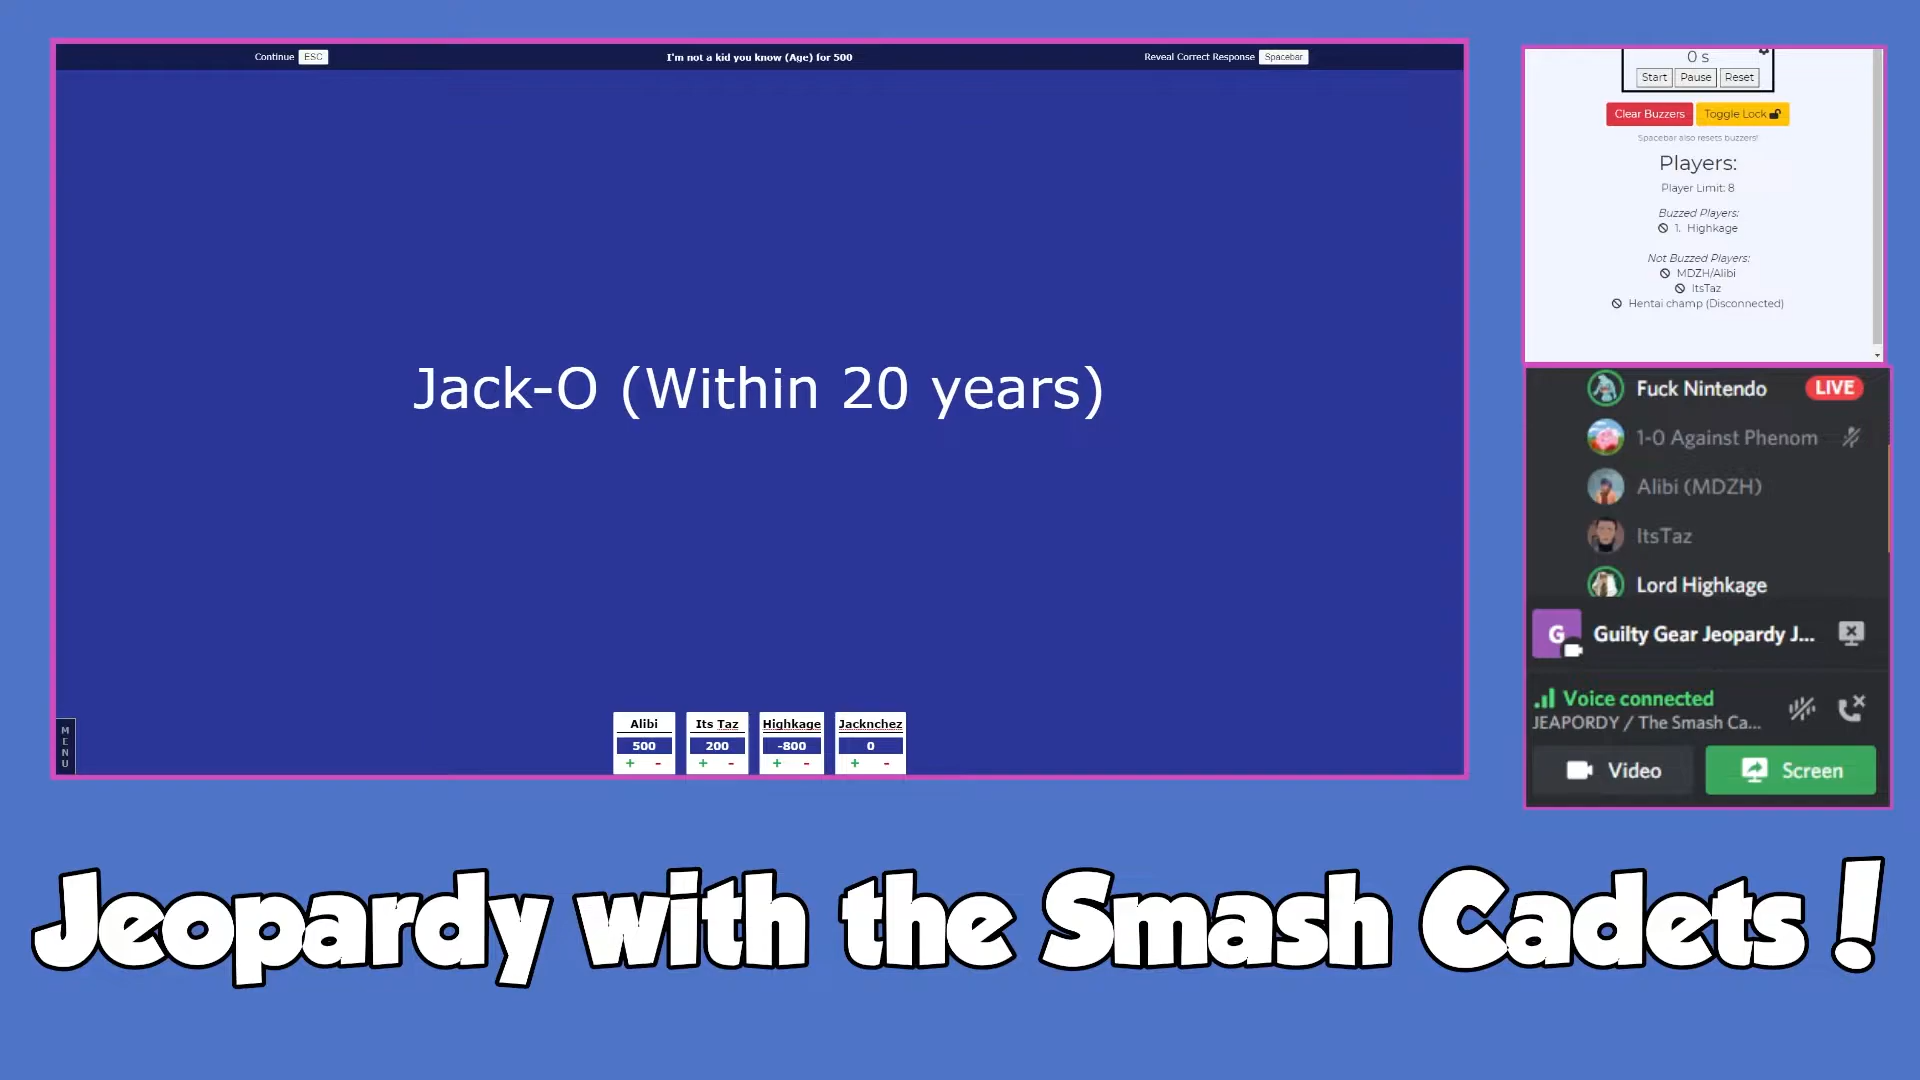 Continue ESC
I'm not a kid you know (Age) for 500
Reveal Correct Response Spacebar
Jack-O (Within 20 years)
MENU
Alibi Its Taz Highkage Jacknchez
500 200 -800 0
+ - + - + - + -
0 s
Start Pause Reset
Clear Buzzers Toggle Lock
Spacebar also resets buzzers!
Players:
Player Limit: 8
Buzzed Players:
1. Highkage
Not Buzzed Players:
MDZH/Alibi
ItsTaz
Hentai champ (Disconnected)
Fuck Nintendo LIVE
1-0 Against Phenom
Alibi (MDZH)
ItsTaz
Lord Highkage
G Guilty Gear Jeopardy J...
Voice connected
JEAPORDY / The Smash Ca...
Video Screen
Jeopardy with the Smash Cadets!